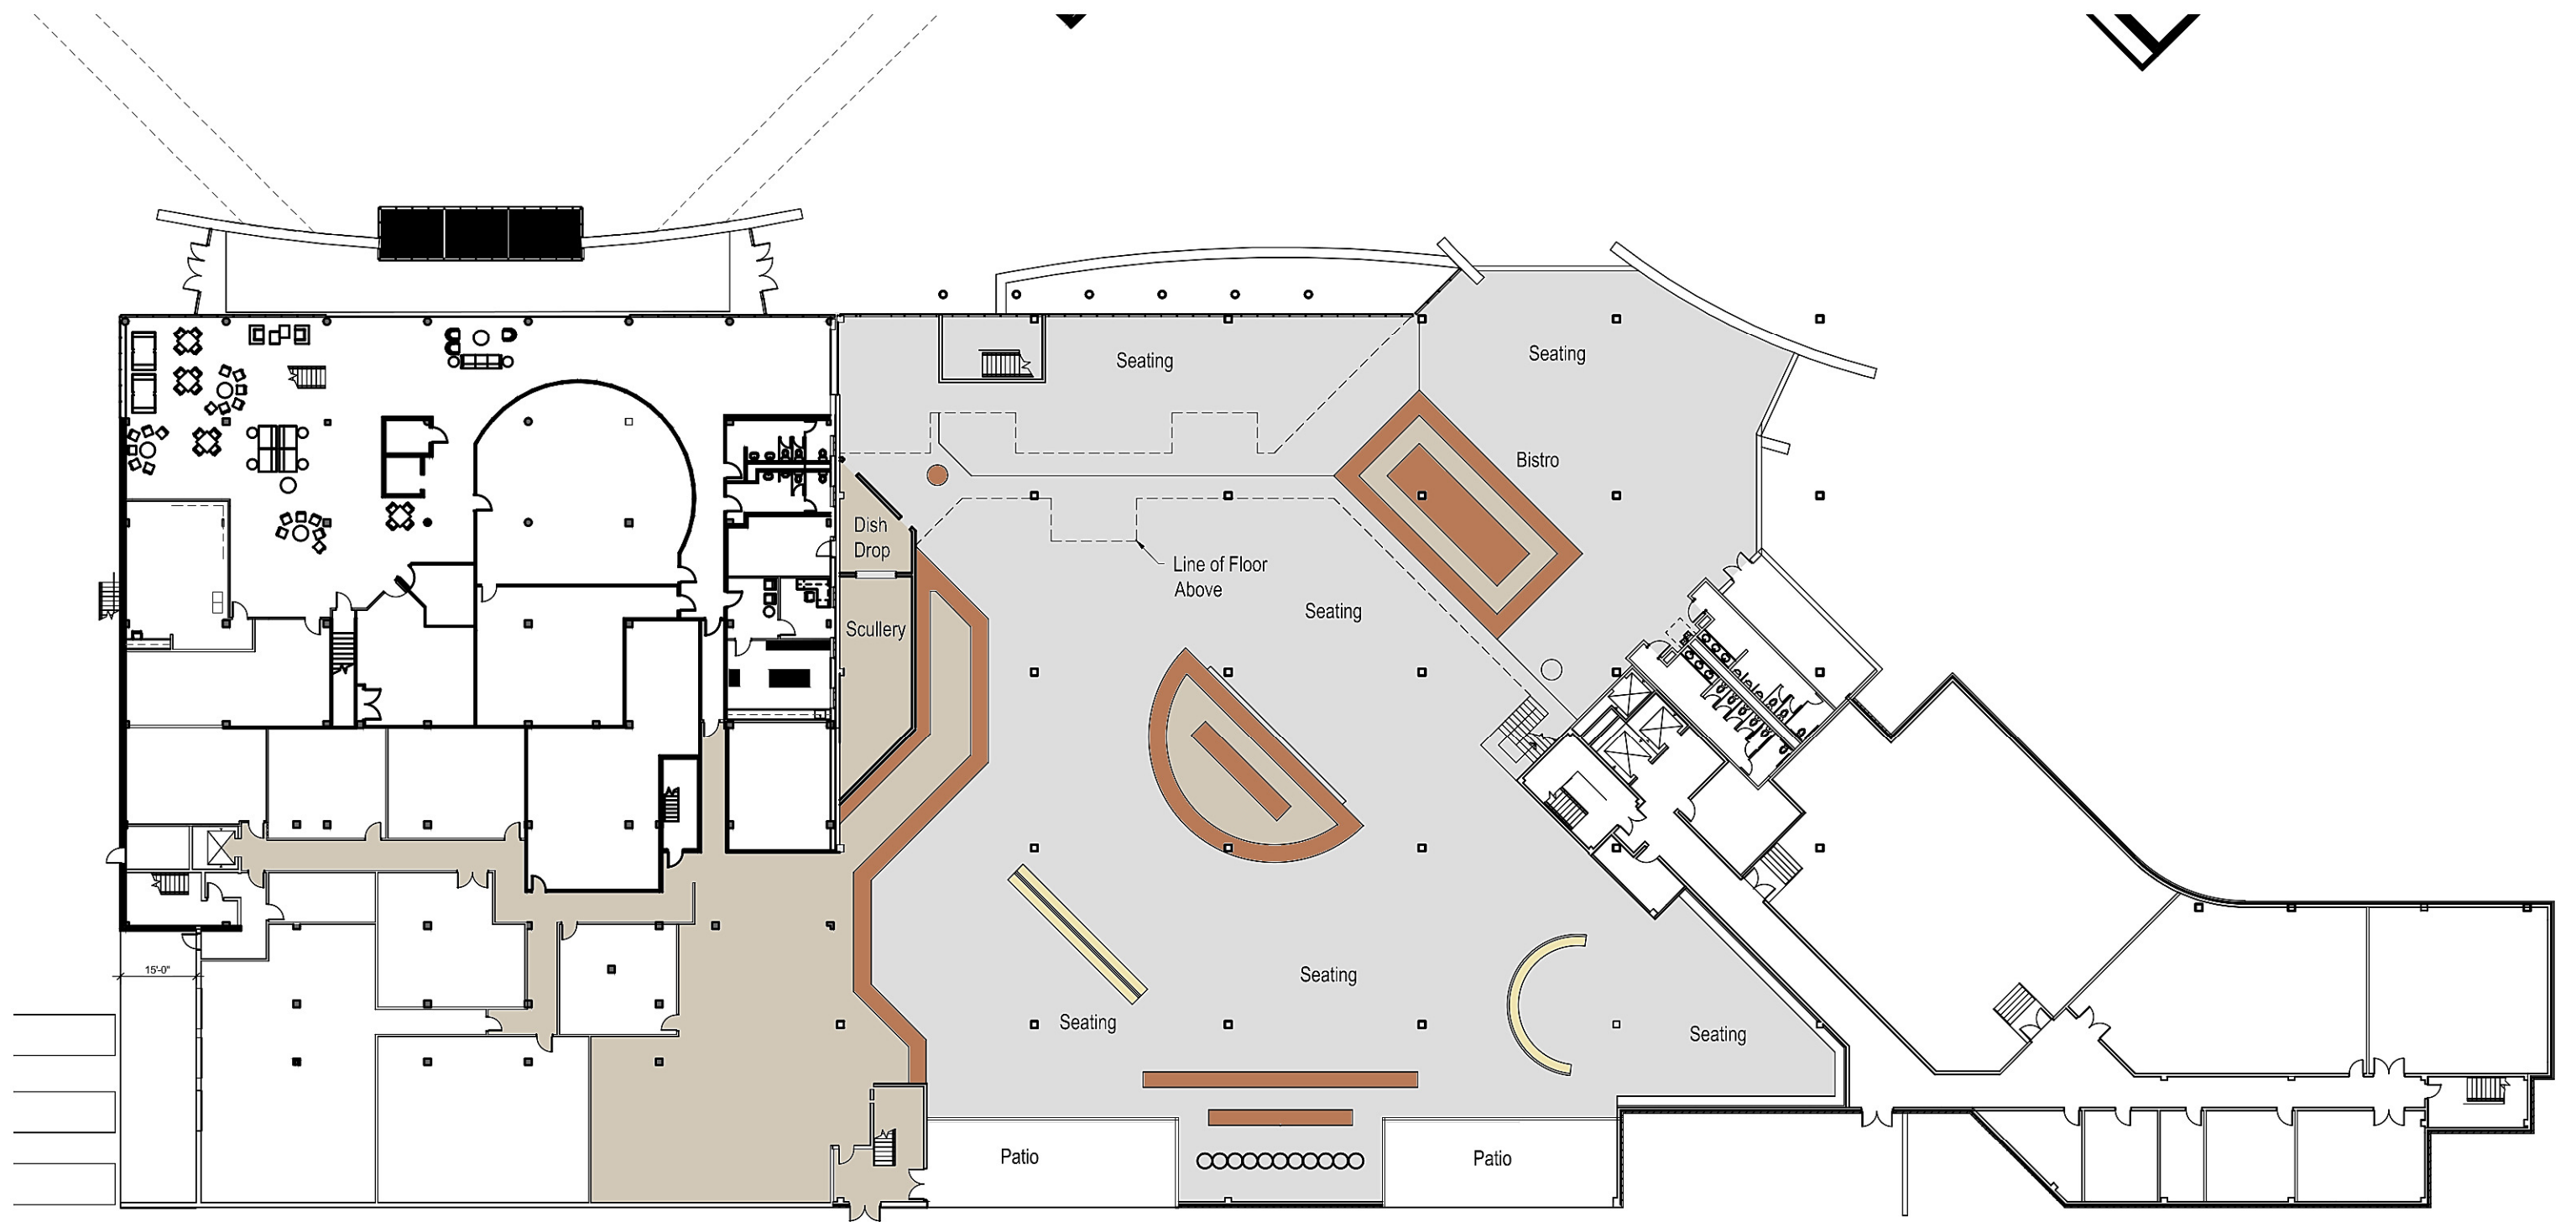 Seating
Seating
Bistro
Dish
Drop
Line of Floor
Above
Seating
Scullery
15'-0"
Seating
Seating
Seating
Patio
Patio